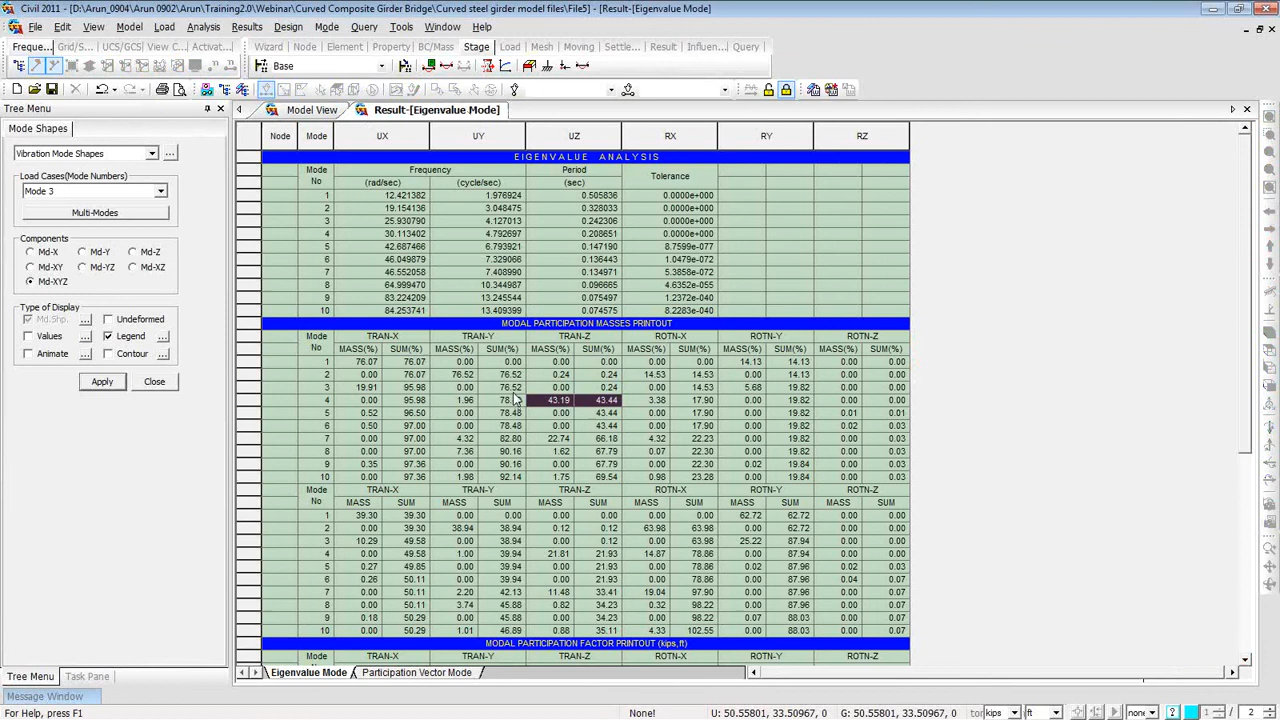 Civil 2011 - [D:\Arun_0904\Arun 0902\Arun\Training2.0\Webinar\Curved Composite Girder Bridge\Curved steel girder model files\File5] - [Result-[Eigenvalue Mode]
File Edit View Model Load Analysis Results Design Mode Query Tools Window Help
Freque... Grid/S... UCS/GCS View C... Activat... Wizard Node Element Property BC/Mass Stage Load Mesh Moving Settle... Result Influen... Query
Base
Tree Menu
Model View Result-[Eigenvalue Mode]
Mode Shapes
Vibration Mode Shapes ...
Load Cases(Mode Numbers)
Mode 3
Multi-Modes
Components
Md-X Md-Y Md-Z
Md-XY Md-YZ Md-XZ
Md-XYZ
Type of Display
Md.Shp. ... Undeformed
Values ... Legend ...
Animate ... Contour ...
Apply Close
Node Mode UX UY UZ RX RY RZ
EIGENVALUE ANALYSIS
Mode No Frequency Period Tolerance
(rad/sec) (cycle/sec) (sec)
1 12.421382 1.976924 0.505836 0.0000e+000
2 19.154136 3.048475 0.328033 0.0000e+000
3 25.930790 4.127013 0.242306 0.0000e+000
4 30.113402 4.792697 0.208651 0.0000e+000
5 42.687466 6.793921 0.147190 8.7599e-077
6 46.049879 7.329066 0.136443 1.0479e-072
7 46.552058 7.408990 0.134971 5.3858e-072
8 64.999470 10.344987 0.096665 4.6352e-055
9 83.224209 13.245544 0.075497 1.2372e-040
10 84.253741 13.409399 0.074575 8.2283e-040
MODAL PARTICIPATION MASSES PRINTOUT
Mode No TRAN-X TRAN-Y TRAN-Z ROTN-X ROTN-Y ROTN-Z
MASS(%) SUM(%) MASS(%) SUM(%) MASS(%) SUM(%) MASS(%) SUM(%) MASS(%) SUM(%) MASS(%) SUM(%)
1 76.07 76.07 0.00 0.00 0.00 0.00 0.00 0.00 14.13 14.13 0.00 0.00
2 0.00 76.07 76.52 76.52 0.24 0.24 14.53 14.53 0.00 14.13 0.00 0.00
3 19.91 95.98 0.00 76.52 0.00 0.24 0.00 14.53 5.68 19.82 0.00 0.00
4 0.00 95.98 1.96 43.19 43.44 3.38 17.90 0.00 19.82 0.00 0.00
5 0.52 96.50 0.00 78.48 0.00 43.44 0.00 17.90 0.00 19.82 0.01 0.01
6 0.50 97.00 0.00 78.48 0.00 43.44 0.00 17.90 0.00 19.82 0.02 0.03
7 0.00 97.00 4.32 82.80 22.74 66.18 4.32 22.23 0.00 19.82 0.00 0.03
8 0.00 97.00 7.36 90.16 1.62 67.79 0.07 22.30 0.00 19.82 0.00 0.03
9 0.35 97.36 0.00 90.16 0.00 67.79 0.00 22.30 0.02 19.84 0.00 0.03
10 0.00 97.36 1.98 92.14 1.75 69.54 0.98 23.28 0.00 19.84 0.00 0.03
Mode No TRAN-X TRAN-Y TRAN-Z ROTN-X ROTN-Y ROTN-Z
MASS SUM MASS SUM MASS SUM MASS SUM MASS SUM MASS SUM
1 39.30 39.30 0.00 0.00 0.00 0.00 0.00 0.00 62.72 62.72 0.00 0.00
2 0.00 39.30 38.94 38.94 0.12 0.12 63.98 63.98 0.00 62.72 0.00 0.00
3 10.29 49.58 0.00 38.94 0.00 0.12 0.00 63.98 25.22 87.94 0.00 0.00
4 0.00 49.58 1.00 39.94 21.81 21.93 14.87 78.86 0.00 87.94 0.00 0.00
5 0.27 49.85 0.00 39.94 0.00 21.93 0.00 78.86 0.02 87.96 0.02 0.03
6 0.26 50.11 0.00 39.94 0.00 21.93 0.00 78.86 0.00 87.96 0.04 0.07
7 0.00 50.11 2.20 42.13 11.48 33.41 19.04 97.90 0.00 87.96 0.00 0.07
8 0.00 50.11 3.74 45.88 0.82 34.23 0.32 98.22 0.00 87.96 0.00 0.07
9 0.18 50.29 0.00 45.88 0.00 34.23 0.00 98.22 0.07 88.03 0.00 0.07
10 0.00 50.29 1.01 46.89 0.88 35.11 4.33 102.55 0.00 88.03 0.00 0.07
MODAL PARTICIPATION FACTOR PRINTOUT (kips,ft)
Mode TRAN-X TRAN-Y TRAN-Z ROTN-X ROTN-Y ROTN-Z
Eigenvalue Mode Participation Vector Mode
Tree Menu Task Pane
Message Window
For Help, press F1 None! U: 50.55801, 33.50967, 0 G: 50.55801, 33.50967, 0 kips ft none 1 / 2